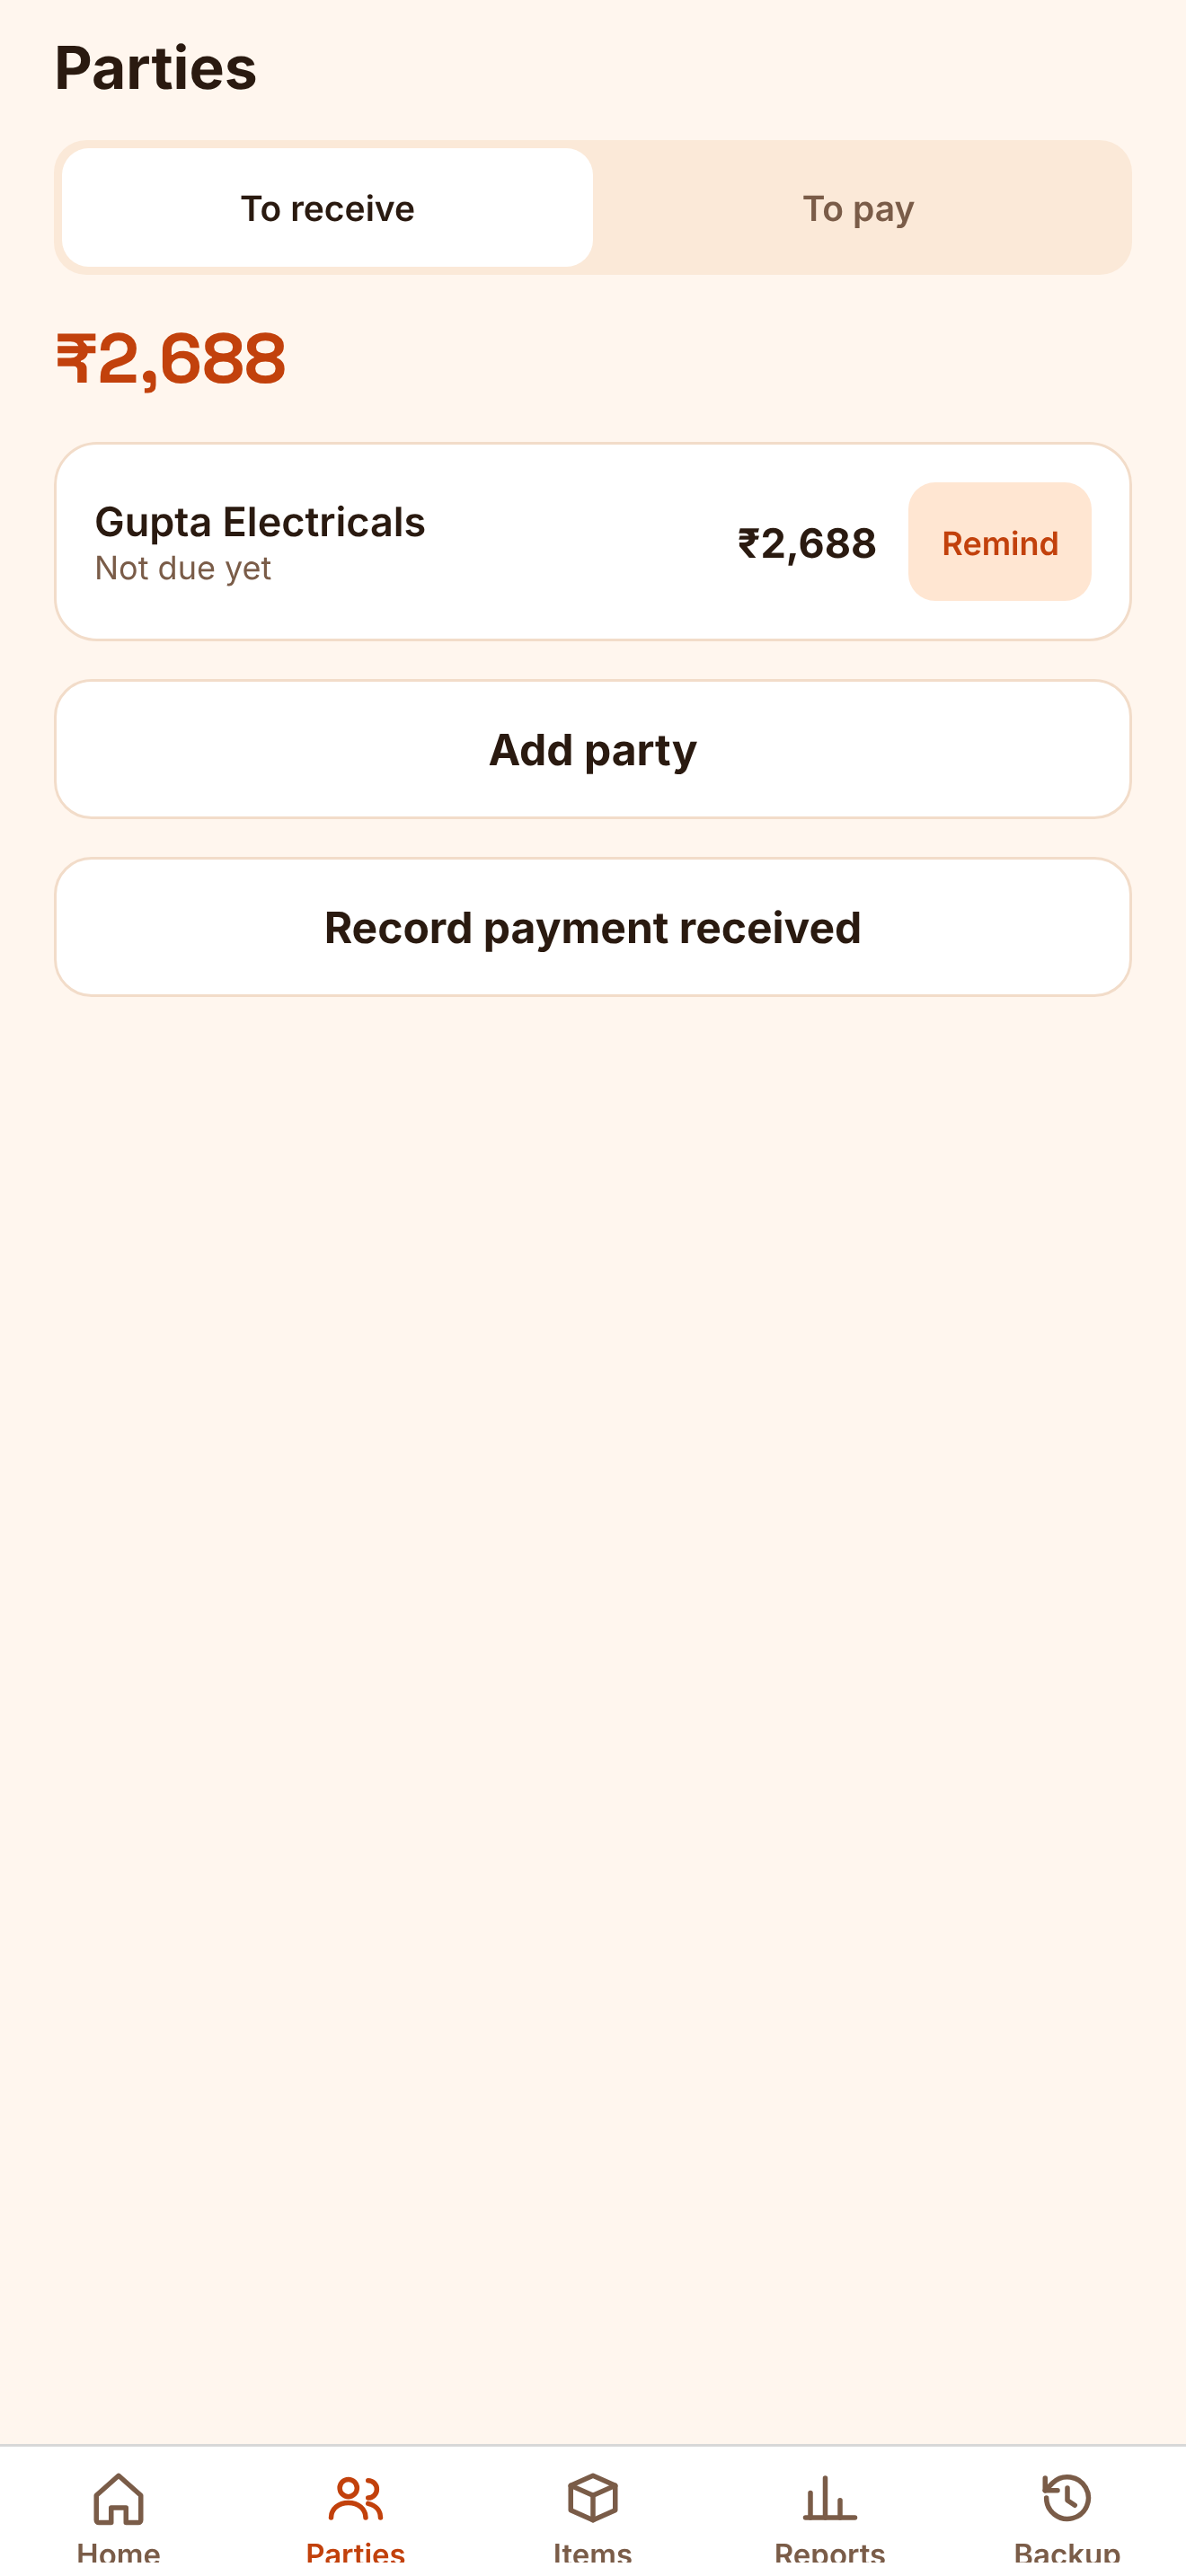 Parties
To receive
To pay
₹2,688
Gupta Electricals
Not due yet
₹2,688
Remind
Add party
Record payment received
Home
Parties
Items
Reports
Backup